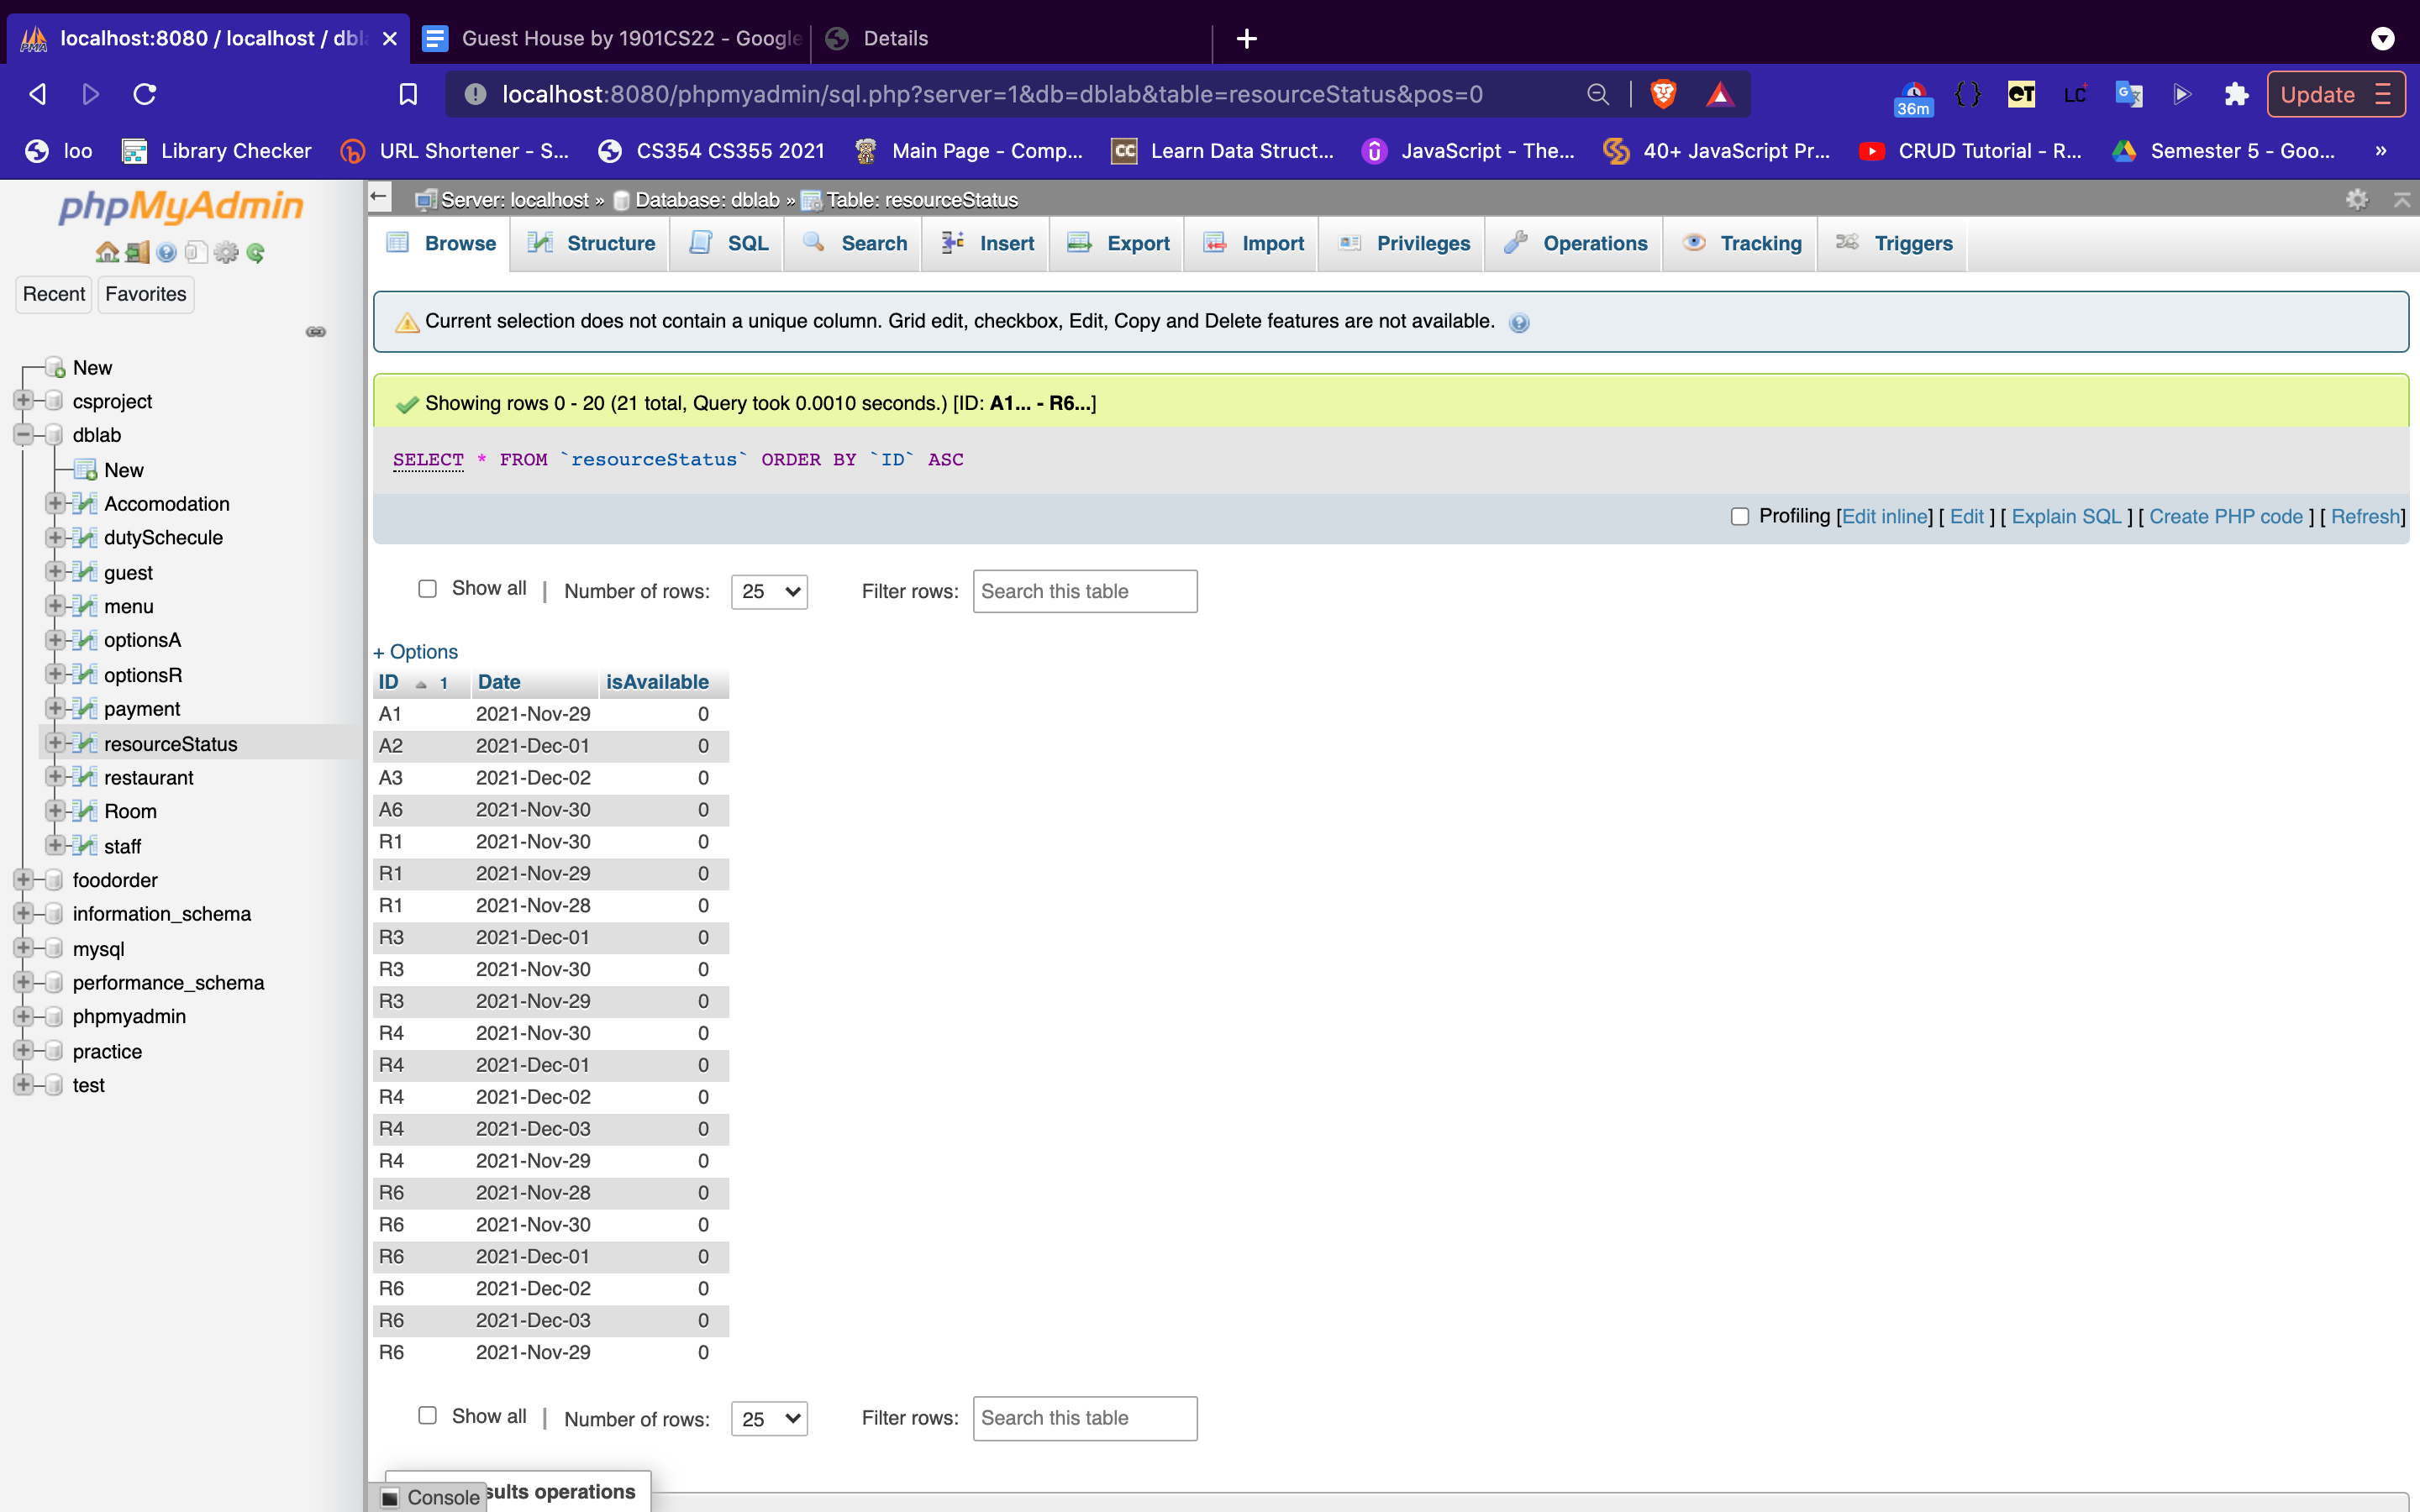 localhost:8080 / localhost / dbl
Guest House by 1901CS22 - Google
Details
localhost:8080/phpmyadmin/sql.php?server=1&db=dblab&table=resourceStatus&pos=0
36m
LC
Update
loo
Library Checker
URL Shortener - S...
CS354 CS355 2021
Main Page - Comp...
Learn Data Struct...
JavaScript - The...
40+ JavaScript Pr...
CRUD Tutorial - R...
Semester 5 - Goo...
»
phpMyAdmin
Recent
Favorites
New
csproject
dblab
New
Accomodation
dutySchecule
guest
menu
optionsA
optionsR
payment
resourceStatus
restaurant
Room
staff
foodorder
information_schema
mysql
performance_schema
phpmyadmin
practice
test
Server: localhost » Database: dblab » Table: resourceStatus
Browse Structure SQL Search Insert Export Import Privileges Operations Tracking Triggers
Current selection does not contain a unique column. Grid edit, checkbox, Edit, Copy and Delete features are not available.
Showing rows 0 - 20 (21 total, Query took 0.0010 seconds.) [ID: A1... - R6...]
SELECT * FROM `resourceStatus` ORDER BY `ID` ASC
Profiling [Edit inline] [ Edit ] [ Explain SQL ] [ Create PHP code ] [ Refresh]
Show all | Number of rows: 25 Filter rows: Search this table
+ Options
ID 1 Date isAvailable
A1 2021-Nov-29 0
A2 2021-Dec-01 0
A3 2021-Dec-02 0
A6 2021-Nov-30 0
R1 2021-Nov-30 0
R1 2021-Nov-29 0
R1 2021-Nov-28 0
R3 2021-Dec-01 0
R3 2021-Nov-30 0
R3 2021-Nov-29 0
R4 2021-Nov-30 0
R4 2021-Dec-01 0
R4 2021-Dec-02 0
R4 2021-Dec-03 0
R4 2021-Nov-29 0
R6 2021-Nov-28 0
R6 2021-Nov-30 0
R6 2021-Dec-01 0
R6 2021-Dec-02 0
R6 2021-Dec-03 0
R6 2021-Nov-29 0
Show all | Number of rows: 25 Filter rows: Search this table
Console
sults operations